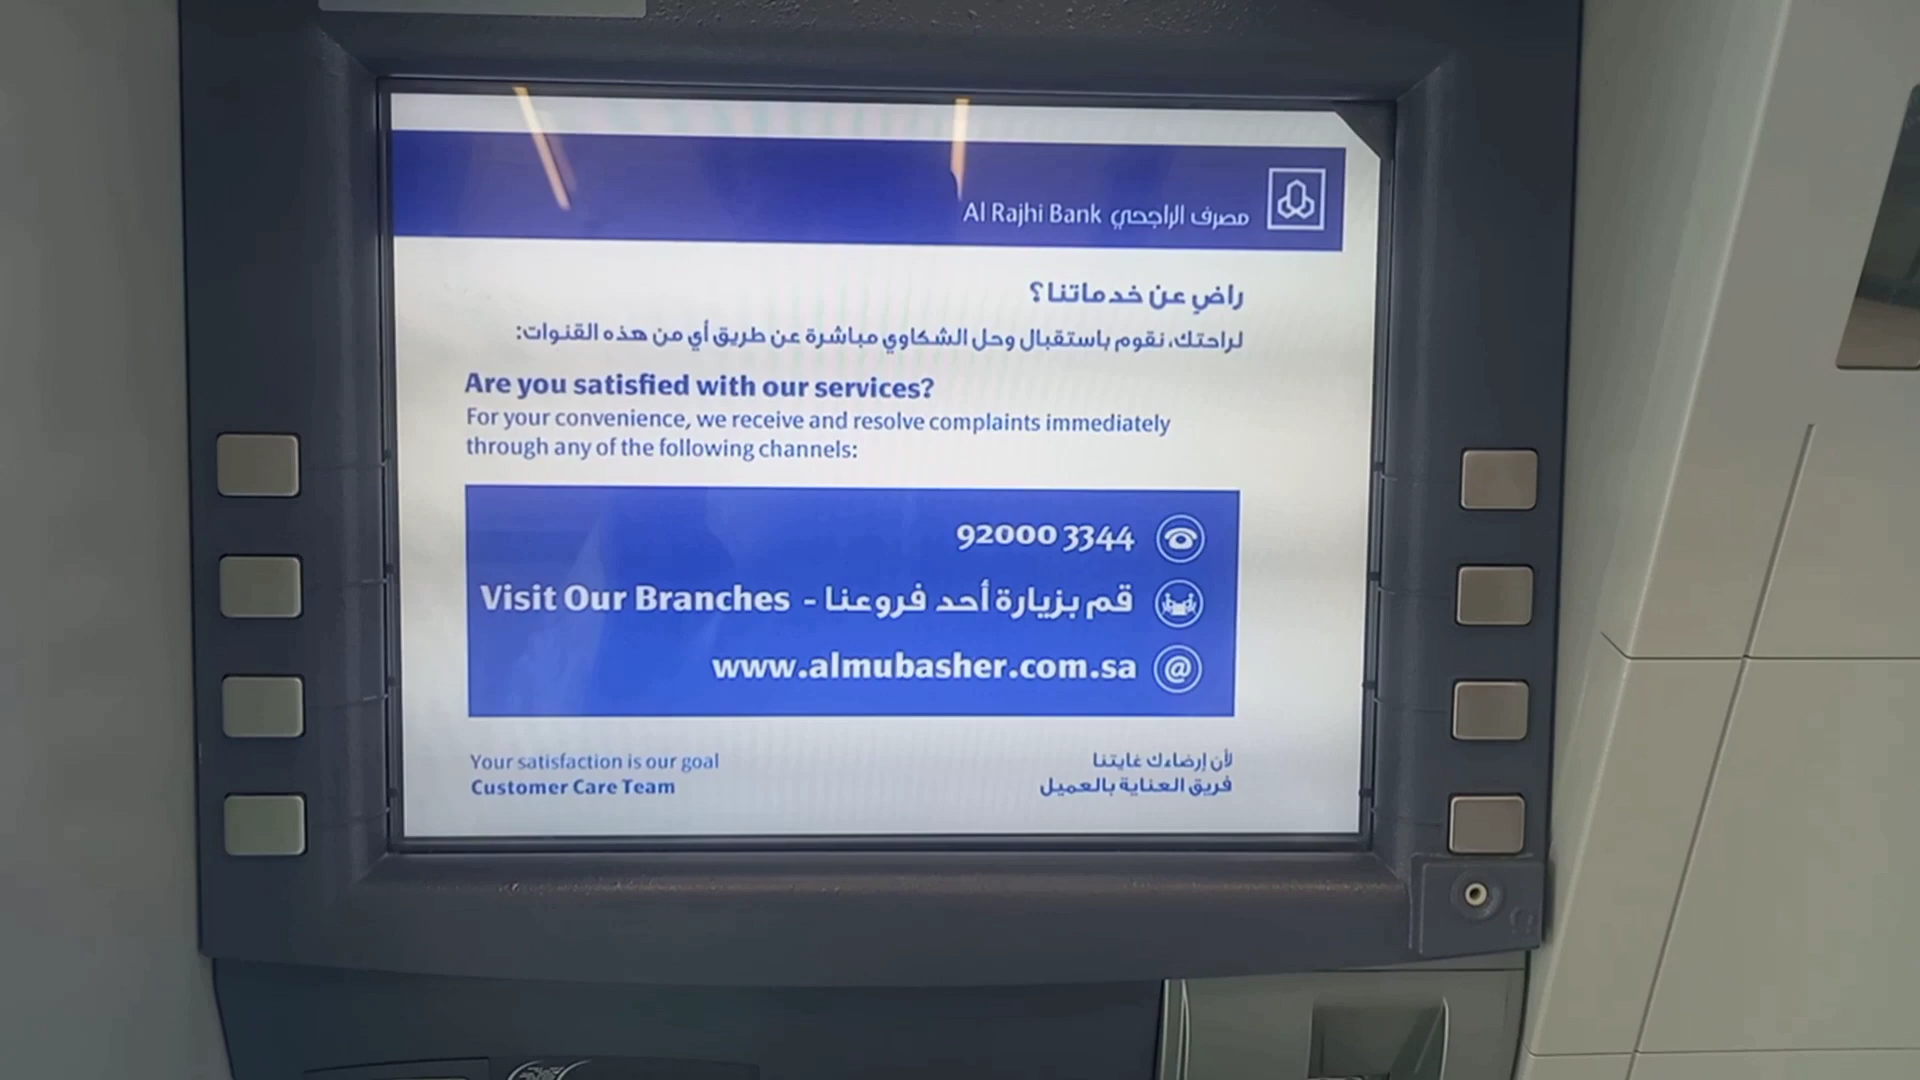 Al Rajhi Bank مصرف الراجحي
راضٍ عن خدماتنا؟
لراحتك، نقوم باستقبال وحل الشكاوي مباشرة عن طريق أي من هذه القنوات:
Are you satisfied with our services?
For your convenience, we receive and resolve complaints immediately
through any of the following channels:
92000 3344
قم بزيارة أحد فروعنا - Visit Our Branches
www.almubasher.com.sa
Your satisfaction is our goal
Customer Care Team
لأن إرضاءك غايتنا
فريق العناية بالعميل